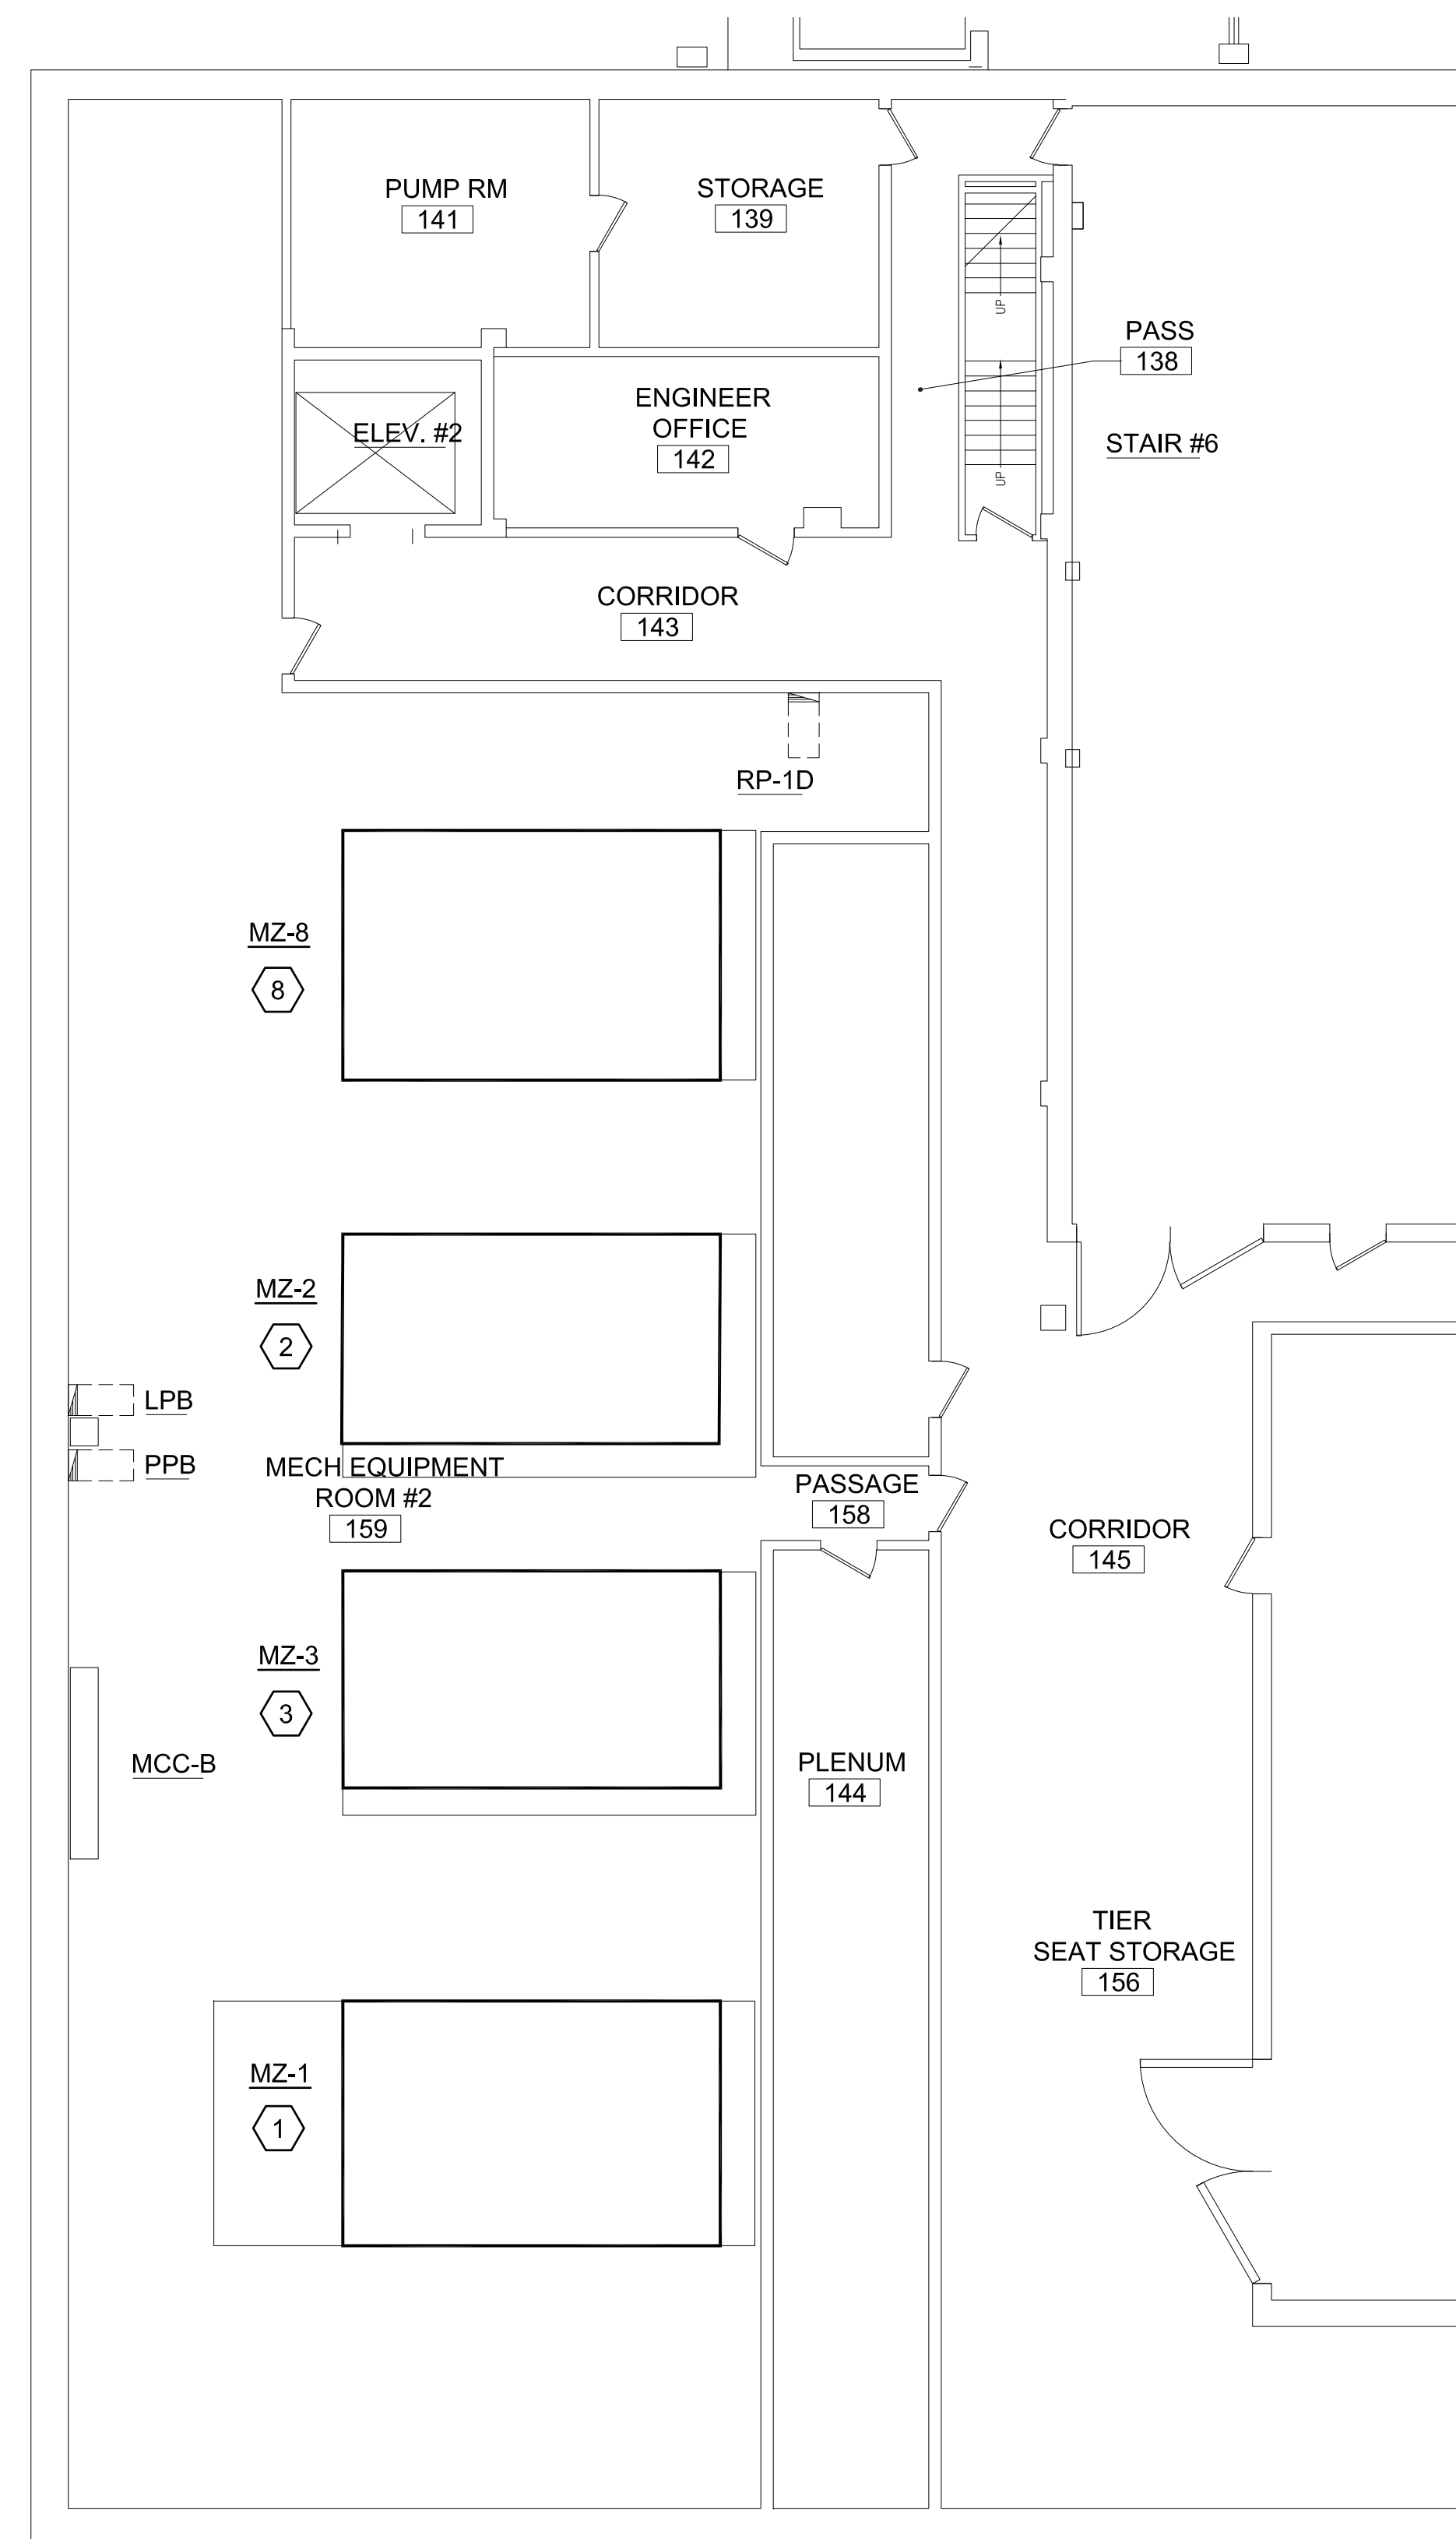 PUMP RM
141
STORAGE
139
UP
PASS
138
ENGINEER
OFFICE
142
ELEV. #2
STAIR #6
UP
CORRIDOR
143
RP-1D
MZ-8
8
MZ-2
2
LPB
PPB
MECH EQUIPMENT
ROOM #2
159
PASSAGE
158
CORRIDOR
145
MZ-3
3
MCC-B
PLENUM
144
TIER
SEAT STORAGE
156
MZ-1
1